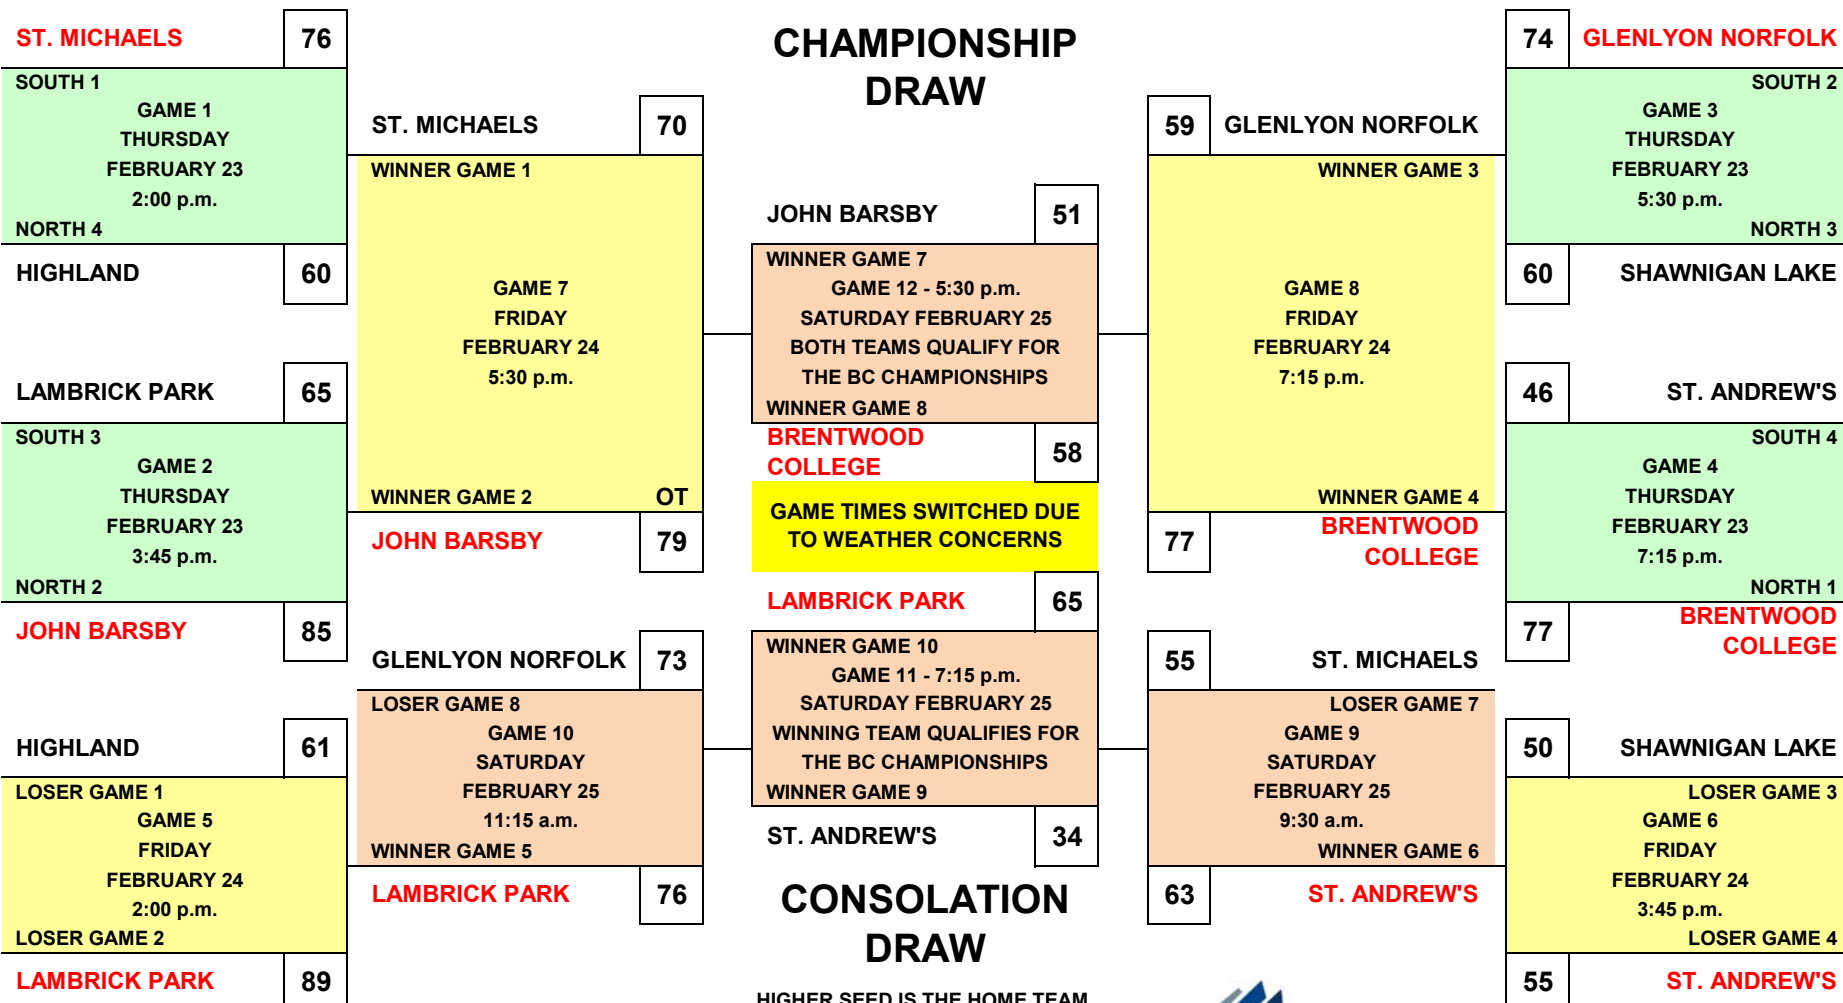 CHAMPIONSHIP
DRAW
ST. MICHAELS 76
SOUTH 1
GAME 1
THURSDAY
FEBRUARY 23
2:00 p.m.
NORTH 4
HIGHLAND 60
LAMBRICK PARK 65
SOUTH 3
GAME 2
THURSDAY
FEBRUARY 23
3:45 p.m.
NORTH 2
JOHN BARSBY 85
HIGHLAND 61
LOSER GAME 1
GAME 5
FRIDAY
FEBRUARY 24
2:00 p.m.
LOSER GAME 2
LAMBRICK PARK 89
ST. MICHAELS 70
WINNER GAME 1
GAME 7
FRIDAY
FEBRUARY 24
5:30 p.m.
WINNER GAME 2 OT
JOHN BARSBY 79
GLENLYON NORFOLK 73
LOSER GAME 8
GAME 10
SATURDAY
FEBRUARY 25
11:15 a.m.
WINNER GAME 5
LAMBRICK PARK 76
JOHN BARSBY 51
WINNER GAME 7
GAME 12 - 5:30 p.m.
SATURDAY FEBRUARY 25
BOTH TEAMS QUALIFY FOR
THE BC CHAMPIONSHIPS
WINNER GAME 8
BRENTWOOD
COLLEGE 58
GAME TIMES SWITCHED DUE
TO WEATHER CONCERNS
LAMBRICK PARK 65
WINNER GAME 10
GAME 11 - 7:15 p.m.
SATURDAY FEBRUARY 25
WINNING TEAM QUALIFIES FOR
THE BC CHAMPIONSHIPS
WINNER GAME 9
ST. ANDREW'S 34
CONSOLATION
DRAW
HIGHER SEED IS THE HOME TEAM
59 GLENLYON NORFOLK
WINNER GAME 3
GAME 8
FRIDAY
FEBRUARY 24
7:15 p.m.
WINNER GAME 4
77 BRENTWOOD
COLLEGE
55 ST. MICHAELS
LOSER GAME 7
GAME 9
SATURDAY
FEBRUARY 25
9:30 a.m.
WINNER GAME 6
63 ST. ANDREW'S
74 GLENLYON NORFOLK
SOUTH 2
GAME 3
THURSDAY
FEBRUARY 23
5:30 p.m.
NORTH 3
60 SHAWNIGAN LAKE
46 ST. ANDREW'S
SOUTH 4
GAME 4
THURSDAY
FEBRUARY 23
7:15 p.m.
NORTH 1
77 BRENTWOOD
COLLEGE
50 SHAWNIGAN LAKE
LOSER GAME 3
GAME 6
FRIDAY
FEBRUARY 24
3:45 p.m.
LOSER GAME 4
55 ST. ANDREW'S